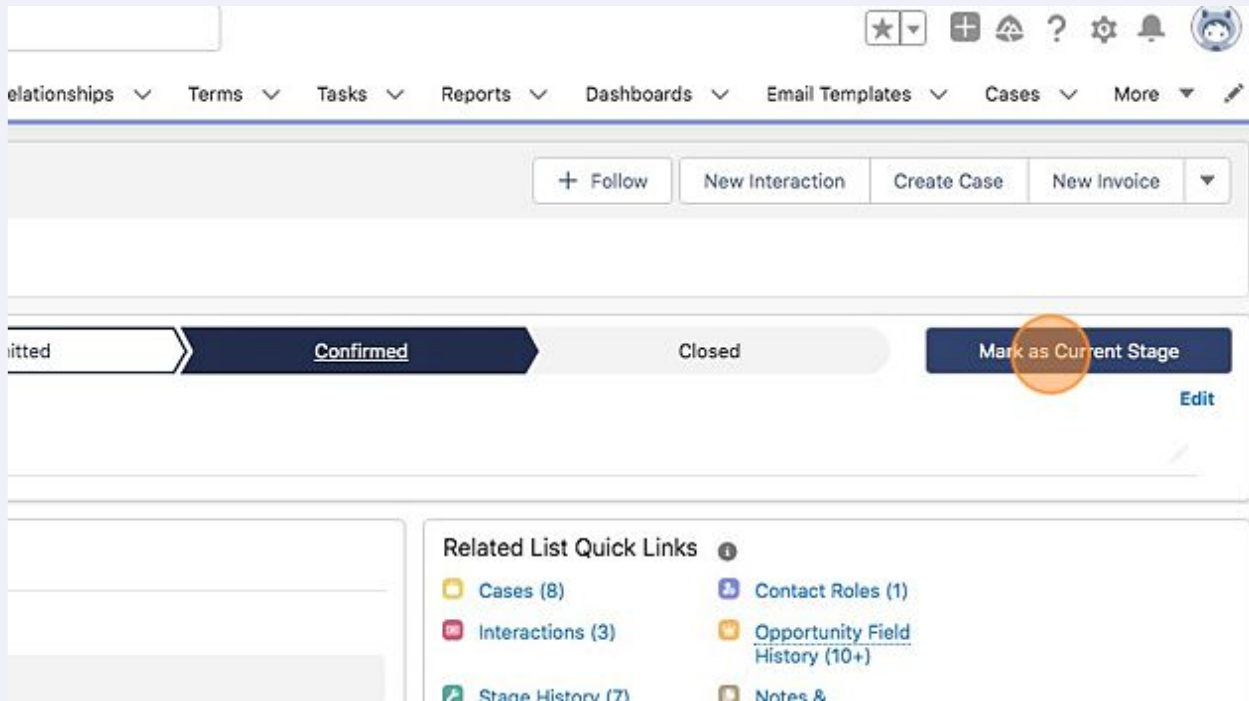 elationships Terms Tasks Reports Dashboards Email Templates Cases More
+ Follow New Interaction Create Case New Invoice
itted Confirmed Closed Mark as Current Stage
Edit
Related List Quick Links
Cases (8) Contact Roles (1)
Interactions (3) Opportunity Field
History (10+)
Stage History (7) Notes &